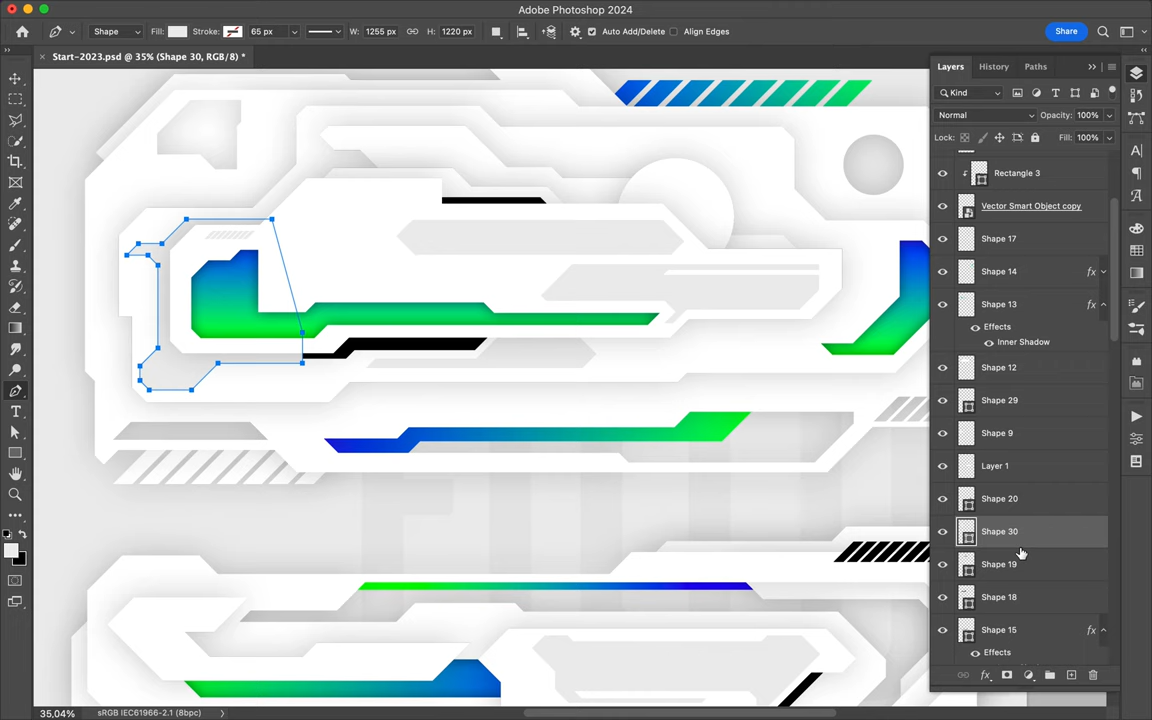 Adobe Photoshop 2024
Shape
Fill:
Stroke:
65 px
W: 1255 px
H: 1220 px
Auto Add/Delete
Align Edges
Share
Start-2023.psd @ 35% (Shape 30, RGB/8) *
Layers
History
Paths
Kind
Normal
Opacity: 100%
Lock:
Fill: 100%
Rectangle 3
Vector Smart Object copy
Shape 17
Shape 14
fx
Shape 13
fx
Effects
Inner Shadow
Shape 12
Shape 29
Shape 9
Layer 1
Shape 20
Shape 30
Shape 19
Shape 18
Shape 15
fx
Effects
fx
35,04%
sRGB IEC61966-2.1 (8bpc)